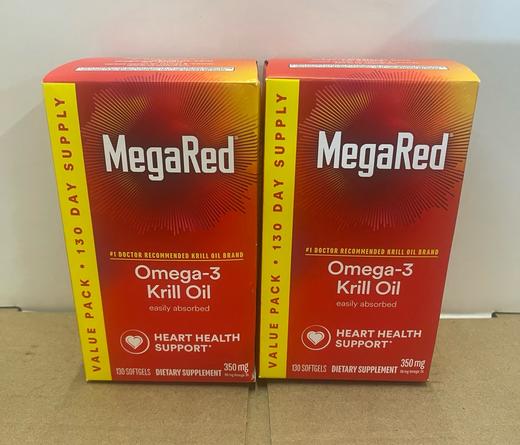 VALUE PACK • 130 DAY SUPPLY
MegaRed®
#1 DOCTOR RECOMMENDED KRILL OIL BRAND
Omega-3
Krill Oil
easily absorbed
HEART HEALTH
SUPPORT*
130 SOFTGELS DIETARY SUPPLEMENT 350 mg
VALUE PACK • 130 DAY SUPPLY
MegaRed®
#1 DOCTOR RECOMMENDED KRILL OIL BRAND
Omega-3
Krill Oil
easily absorbed
HEART HEALTH
SUPPORT*
130 SOFTGELS DIETARY SUPPLEMENT 350 mg